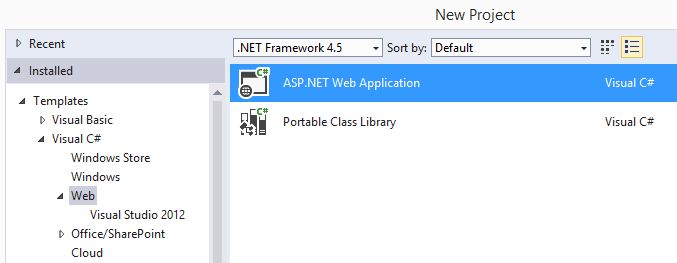 New Project
Recent
.NET Framework 4.5 Sort by: Default
Installed
ASP.NET Web Application Visual C#
Templates
Visual Basic
Portable Class Library Visual C#
Visual C#
Windows Store
Windows
Web
Visual Studio 2012
Office/SharePoint
Cloud
C#
C#